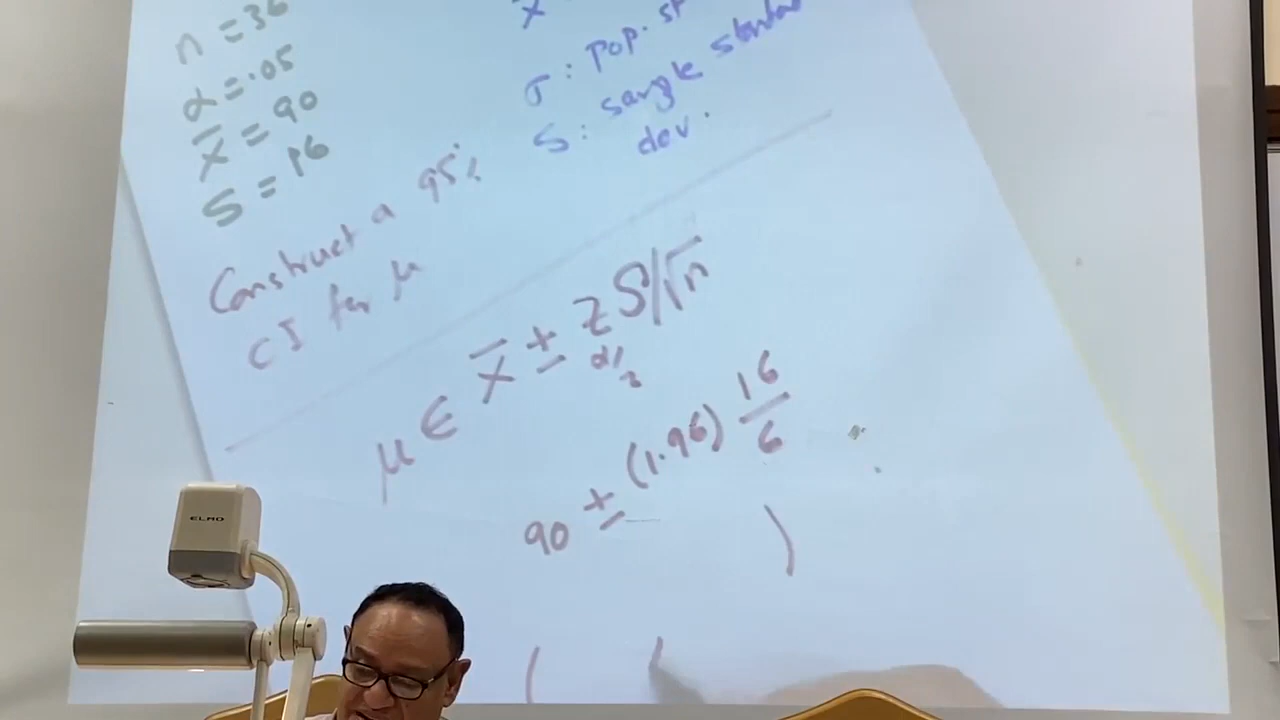 n = 36
α = .05
x̄ = 90
S = 16
x̄
σ : pop. st
S : sample standar
dev.
Construct a 95%
CI for μ
μ ∈ x̄ ± z α/2 S/√n
90 ± (1.96) 16/6
( )
ELMO